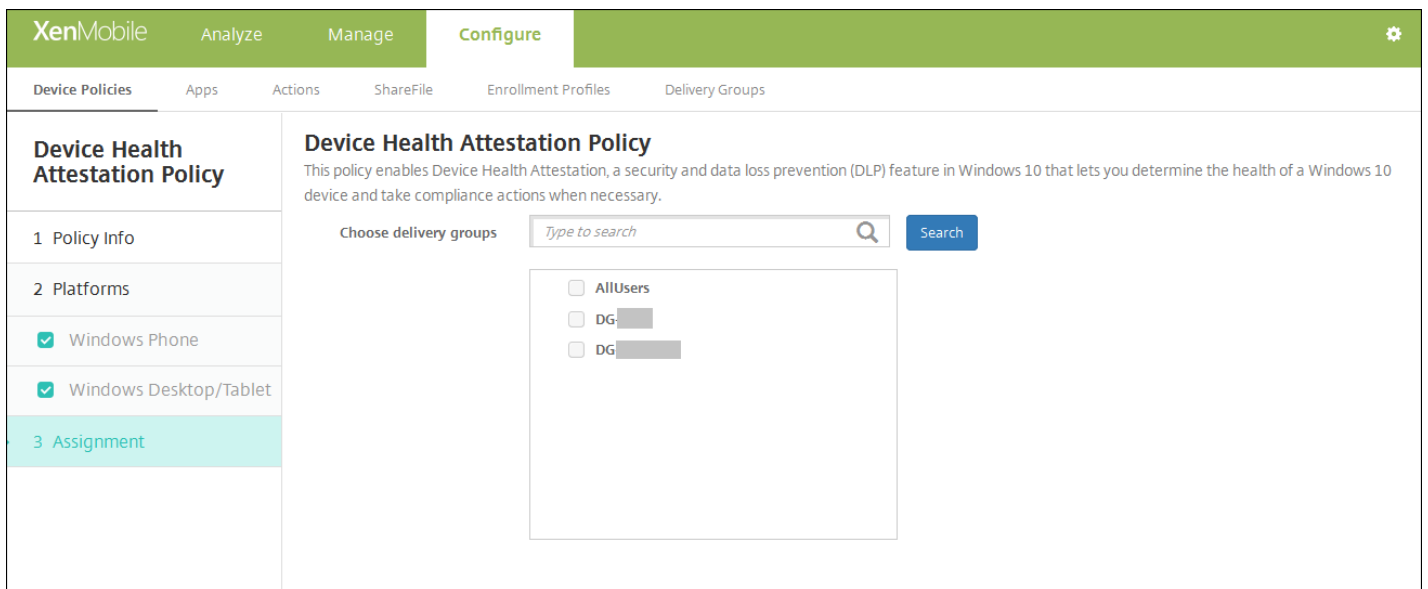 XenMobile Analyze Manage Configure
Device Policies Apps Actions ShareFile Enrollment Profiles Delivery Groups
Device Health
Attestation Policy
1 Policy Info
2 Platforms
Windows Phone
Windows Desktop/Tablet
3 Assignment
Device Health Attestation Policy
This policy enables Device Health Attestation, a security and data loss prevention (DLP) feature in Windows 10 that lets you determine the health of a Windows 10
device and take compliance actions when necessary.
Choose delivery groups Type to search Search
AllUsers
DG-
DG